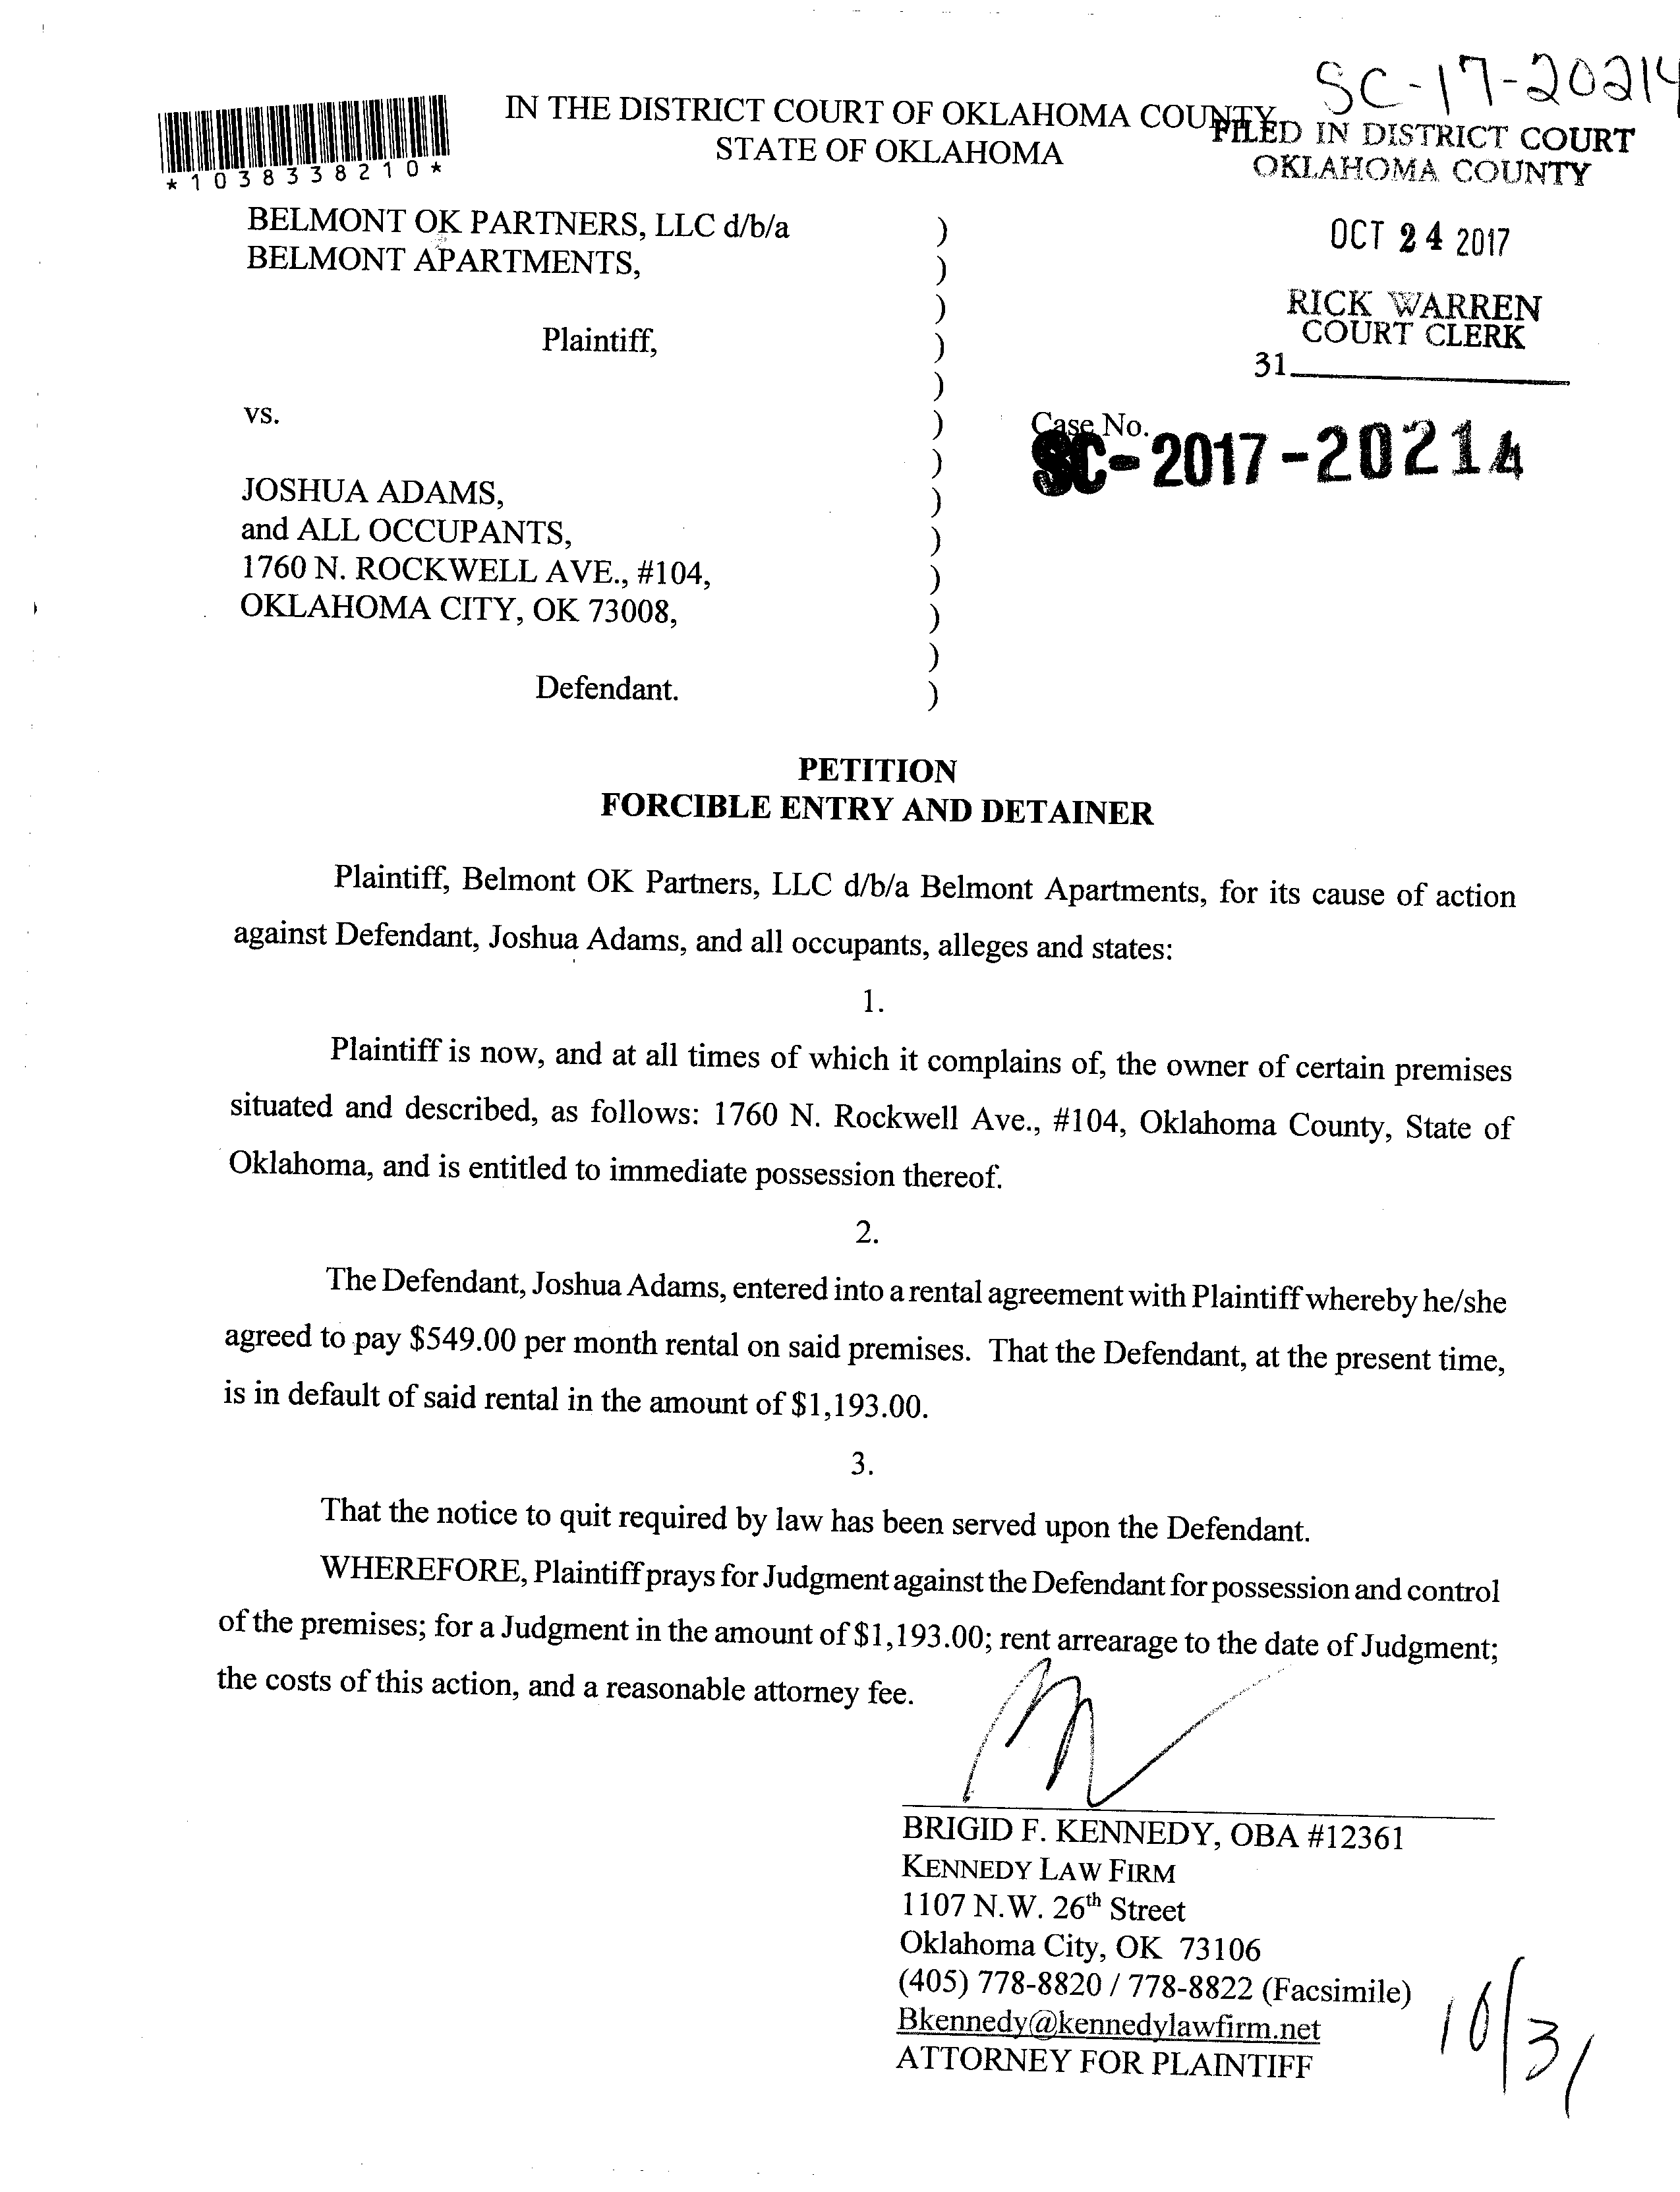 SC-17-20214
IN THE DISTRICT COURT OF OKLAHOMA COUNTY
STATE OF OKLAHOMA
FILED IN DISTRICT COURT
OKLAHOMA COUNTY
*1038338210*
BELMONT OK PARTNERS, LLC d/b/a
BELMONT APARTMENTS,
Plaintiff,
vs.
JOSHUA ADAMS,
and ALL OCCUPANTS,
1760 N. ROCKWELL AVE., #104,
OKLAHOMA CITY, OK 73008,
Defendant.
)
)
)
)
)
)
)
)
)
)
)
)
)
OCT 24 2017
RICK WARREN
COURT CLERK
31
Case No.
SC-2017-20214
PETITION
FORCIBLE ENTRY AND DETAINER
Plaintiff, Belmont OK Partners, LLC d/b/a Belmont Apartments, for its cause of action
against Defendant, Joshua Adams, and all occupants, alleges and states:
1.
Plaintiff is now, and at all times of which it complains of, the owner of certain premises
situated and described, as follows: 1760 N. Rockwell Ave., #104, Oklahoma County, State of
Oklahoma, and is entitled to immediate possession thereof.
2.
The Defendant, Joshua Adams, entered into a rental agreement with Plaintiff whereby he/she
agreed to pay $549.00 per month rental on said premises. That the Defendant, at the present time,
is in default of said rental in the amount of $1,193.00.
3.
That the notice to quit required by law has been served upon the Defendant.
WHEREFORE, Plaintiff prays for Judgment against the Defendant for possession and control
of the premises; for a Judgment in the amount of $1,193.00; rent arrearage to the date of Judgment;
the costs of this action, and a reasonable attorney fee.
BRIGID F. KENNEDY, OBA #12361
KENNEDY LAW FIRM
1107 N.W. 26th Street
Oklahoma City, OK 73106
(405) 778-8820 / 778-8822 (Facsimile)
Bkennedy@kennedylawfirm.net
ATTORNEY FOR PLAINTIFF
10/31